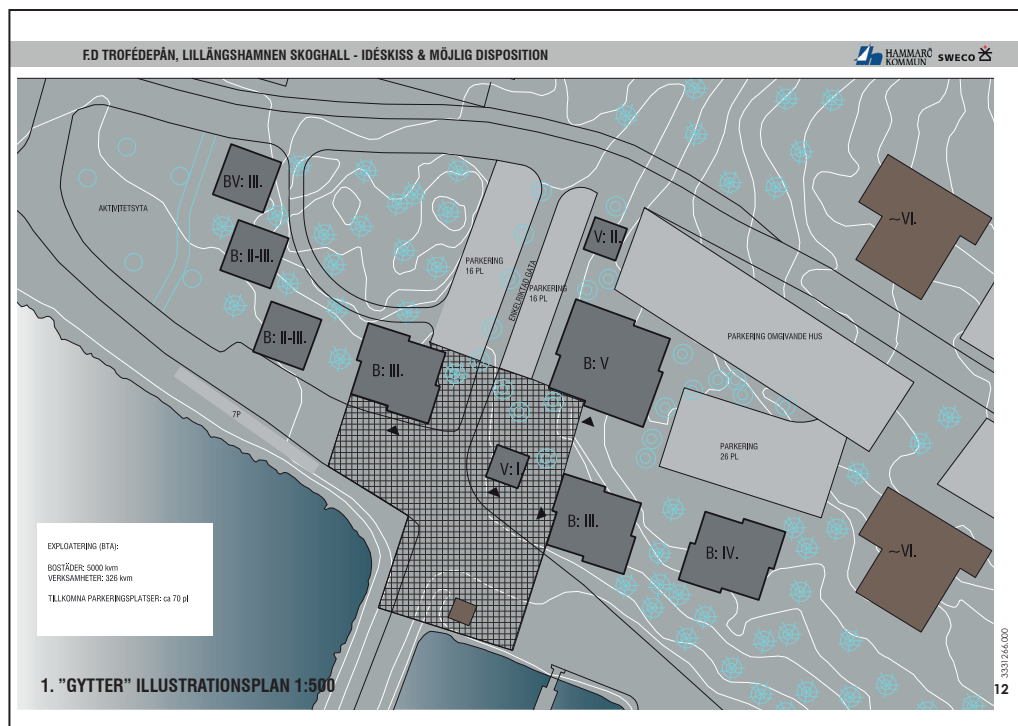 F.D TROFÉDEPÅN, LILLÄNGSHAMNEN SKOGHALL - IDÉSKISS & MÖJLIG DISPOSITION
HAMMARÖ
KOMMUN
SWECO
BV: III.
AKTIVITETSYTA
B: II-III.
B: II-III.
B: III.
7P
PARKERING
16 PL
ENKELRIKTAD GATA
PARKERING
16 PL
V: II.
~VI.
PARKERING OMGIVANDE HUS
B: V
PARKERING
26 PL
V: I.
B: III.
B: IV.
~VI.
EXPLOATERING (BTA):
BOSTÄDER: 5000 kvm
VERKSAMHETER: 326 kvm
TILLKOMNA PARKERINGSPLATSER: ca 70 pl
1. ”GYTTER” ILLUSTRATIONSPLAN 1:500
3331266.000
12